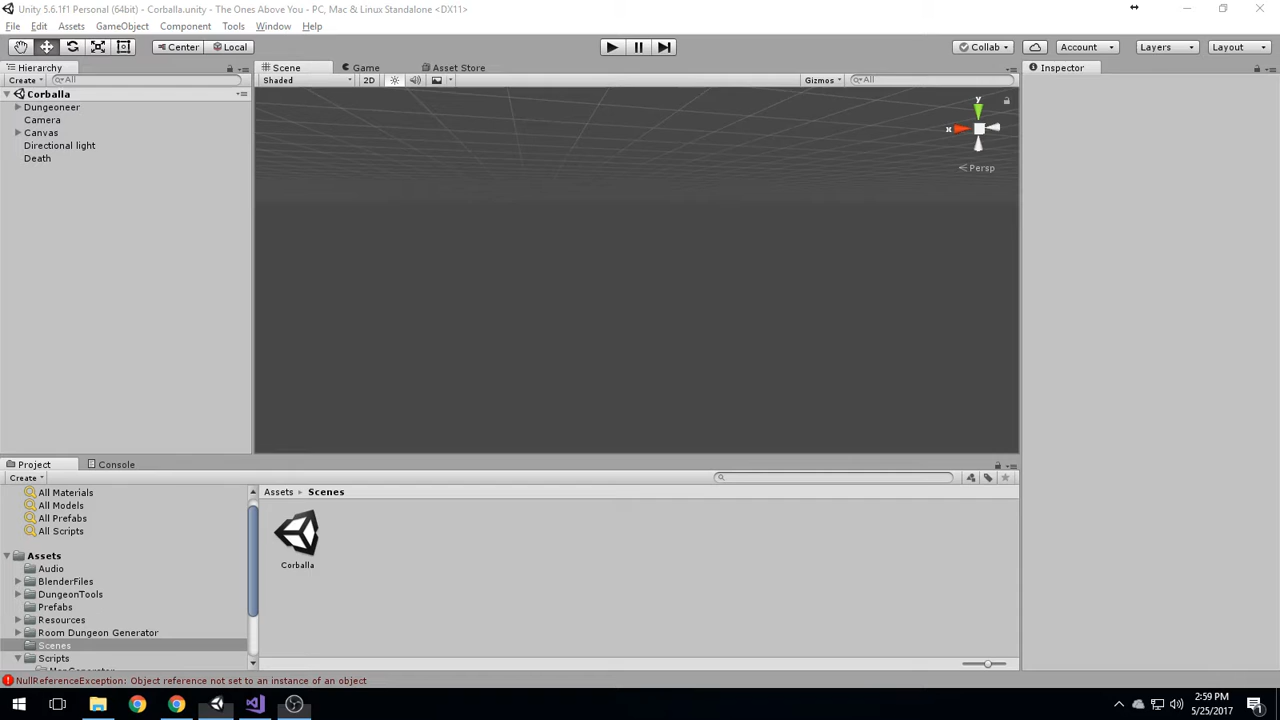 Unity 5.6.1f1 Personal (64bit) - Corballa.unity - The Ones Above You - PC, Mac & Linux Standalone <DX11>
File Edit Assets GameObject Component Tools Window Help
Center Local Collab Account Layers Layout
Hierarchy Scene Game Asset Store Inspector
Create All Shaded 2D Gizmos All
Corballa
Dungeoneer
Camera
Canvas
Directional light
Death
y
x
Persp
Project Console
Create
Assets Scenes
All Materials
All Models
All Prefabs
All Scripts
Assets
Audio
BlenderFiles
DungeonTools
Prefabs
Resources
Room Dungeon Generator
Scenes
Scripts
Corballa
NullReferenceException: Object reference not set to an instance of an object
2:59 PM
5/25/2017
1